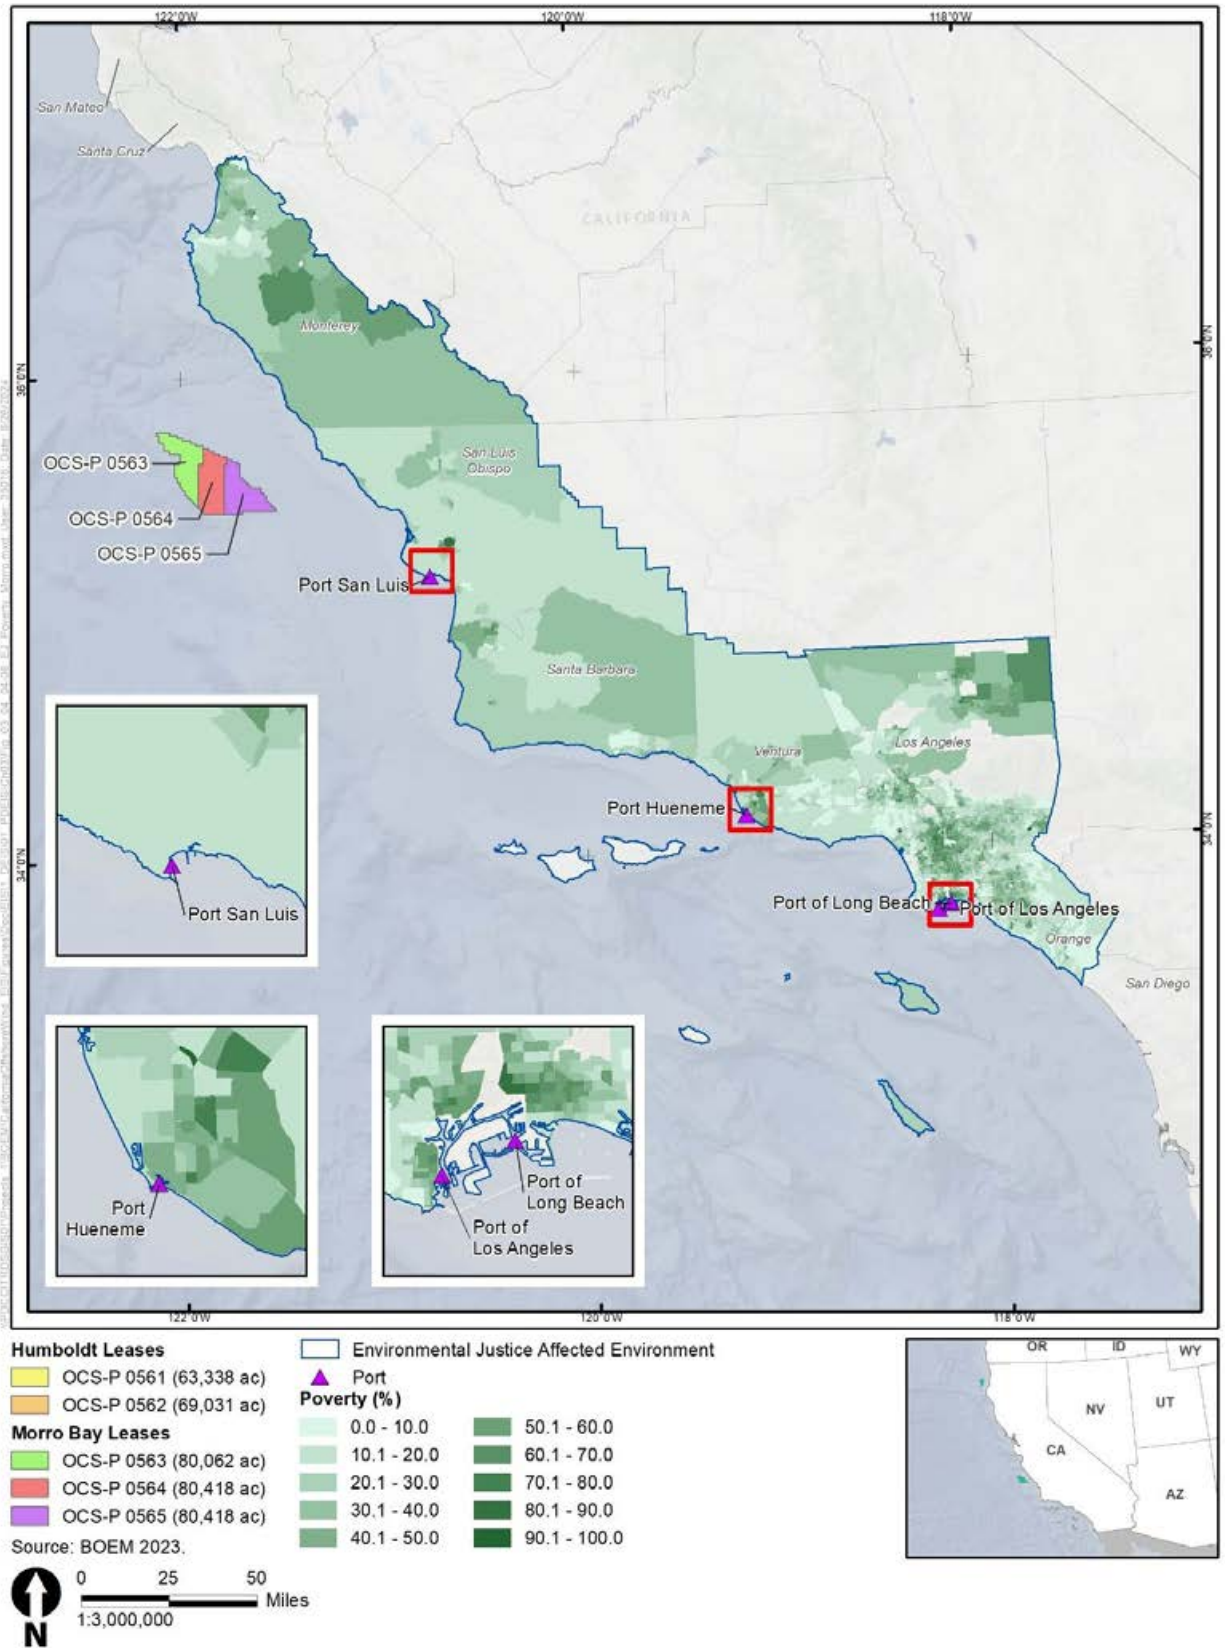 122°0'W
120°0'W
118°0'W
San Mateo
Santa Cruz
CALIFORNIA
Monterey
36°0'N
36°0'N
OCS-P 0563
San Luis
Obispo
OCS-P 0564
OCS-P 0565
Port San Luis
Santa Barbara
Ventura
Los Angeles
Port Hueneme
34°0'N
34°0'N
Port of Long Beach
Port of Los Angeles
Orange
San Diego
Port San Luis
Port
Hueneme
Port of
Long Beach
Port of
Los Angeles
122°0'W
120°0'W
118°0'W
Humboldt Leases
OCS-P 0561 (63,338 ac)
OCS-P 0562 (69,031 ac)
Morro Bay Leases
OCS-P 0563 (80,062 ac)
OCS-P 0564 (80,418 ac)
OCS-P 0565 (80,418 ac)
Source: BOEM 2023.
0 25 50
Miles
1:3,000,000
N
Environmental Justice Affected Environment
Port
Poverty (%)
0.0 - 10.0
10.1 - 20.0
20.1 - 30.0
30.1 - 40.0
40.1 - 50.0
50.1 - 60.0
60.1 - 70.0
70.1 - 80.0
80.1 - 90.0
90.1 - 100.0
OR
ID
WY
NV
UT
CA
AZ